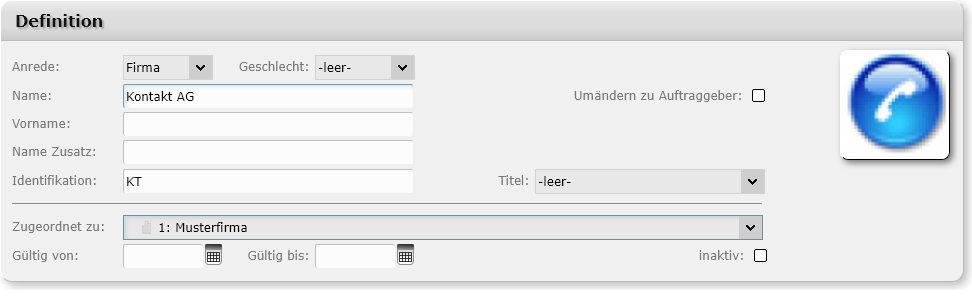 Definition
Anrede: Firma Geschlecht: -leer-
Name: Kontakt AG Umändern zu Auftraggeber:
Vorname:
Name Zusatz:
Identifikation: KT Titel: -leer-
Zugeordnet zu: 1: Musterfirma
Gültig von: Gültig bis: inaktiv: